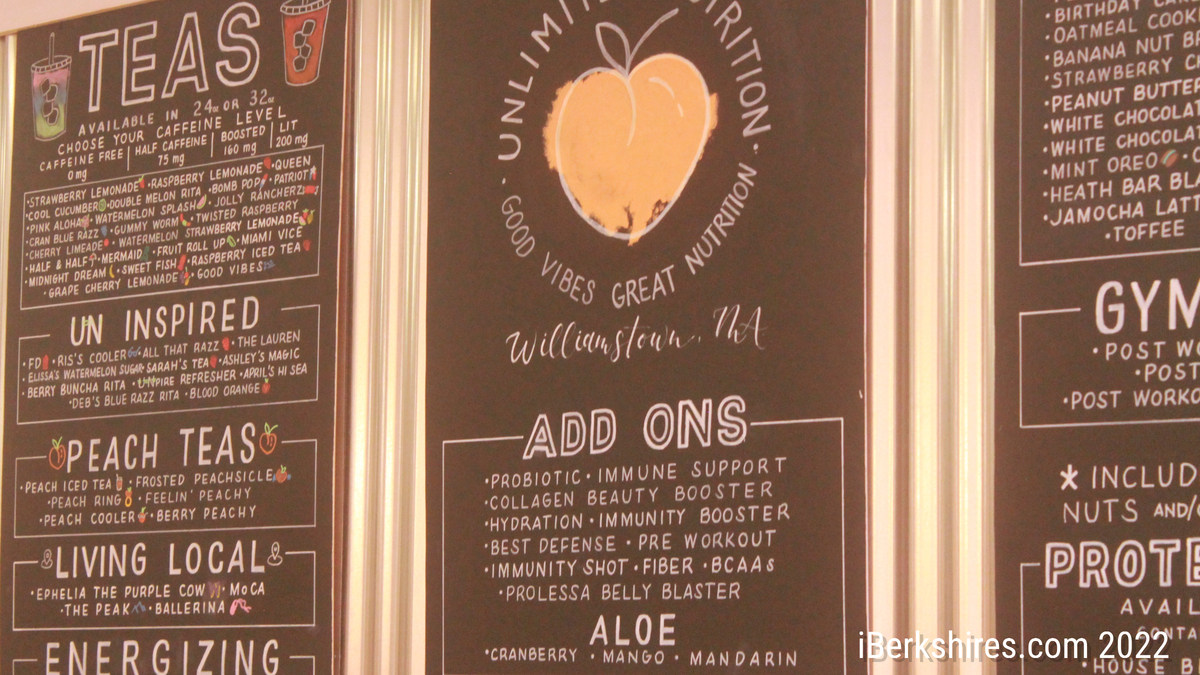 TEAS
AVAILABLE IN 24oz OR 32oz
CHOOSE YOUR CAFFEINE LEVEL
CAFFEINE FREE | HALF CAFFEINE | BOOSTED | LIT
0mg 75 mg 160 mg 200 mg
•STRAWBERRY LEMONADE •RASPBERRY LEMONADE •QUEEN
•COOL CUCUMBER •DOUBLE MELON RITA •BOMB POP •PATRIOT
•PINK ALOHA •WATERMELON SPLASH •JOLLY RANCHERZ
•CRAN BLUE RAZZ •GUMMY WORM •TWISTED RASPBERRY
•CHERRY LIMEADE •WATERMELON STRAWBERRY LEMONADE
•HALF & HALF •MERMAID •FRUIT ROLL UP •MIAMI VICE
•MIDNIGHT DREAM •SWEET FISH •RASPBERRY ICED TEA
•GRAPE CHERRY LEMONADE •GOOD VIBES
UN INSPIRED
•FD •RIS'S COOLER •ALL THAT RAZZ •THE LAUREN
•ELISSA'S WATERMELON SUGAR •SARAH'S TEA •ASHLEY'S MAGIC
•BERRY BUNCHA RITA •UMPIRE REFRESHER •APRIL'S HI SEA
•DEB'S BLUE RAZZ RITA •BLOOD ORANGE
PEACH TEAS
•PEACH ICED TEA •FROSTED PEACHSICLE
•PEACH RING •FEELIN' PEACHY
•PEACH COOLER •BERRY PEACHY
LIVING LOCAL
•EPHELIA THE PURPLE COW •MoCA
•THE PEAK •BALLERINA
ENERGIZING
UNLIMITED NUTRITION
• GOOD VIBES GREAT NUTRITION •
Williamstown, MA
ADD ONS
•PROBIOTIC •IMMUNE SUPPORT
•COLLAGEN BEAUTY BOOSTER
•HYDRATION •IMMUNITY BOOSTER
•BEST DEFENSE •PRE WORKOUT
•IMMUNITY SHOT •FIBER •BCAAs
•PROLESSA BELLY BLASTER
ALOE
•CRANBERRY •MANGO •MANDARIN
•BIRTHDAY
•OATMEAL COOK
•BANANA NUT BR
•STRAWBERRY CH
•PEANUT BUTTER
•WHITE CHOCOLA
•WHITE CHOCOLA
•MINT OREO
•HEATH BAR BLA
•JAMOCHA LATT
•TOFFEE
GYM
•POST WO
•POST
•POST WORKO
* INCLUD
NUTS AND/O
PROTE
AVAIL
CONTA
•HOUSE B
iBerkshires.com 2022